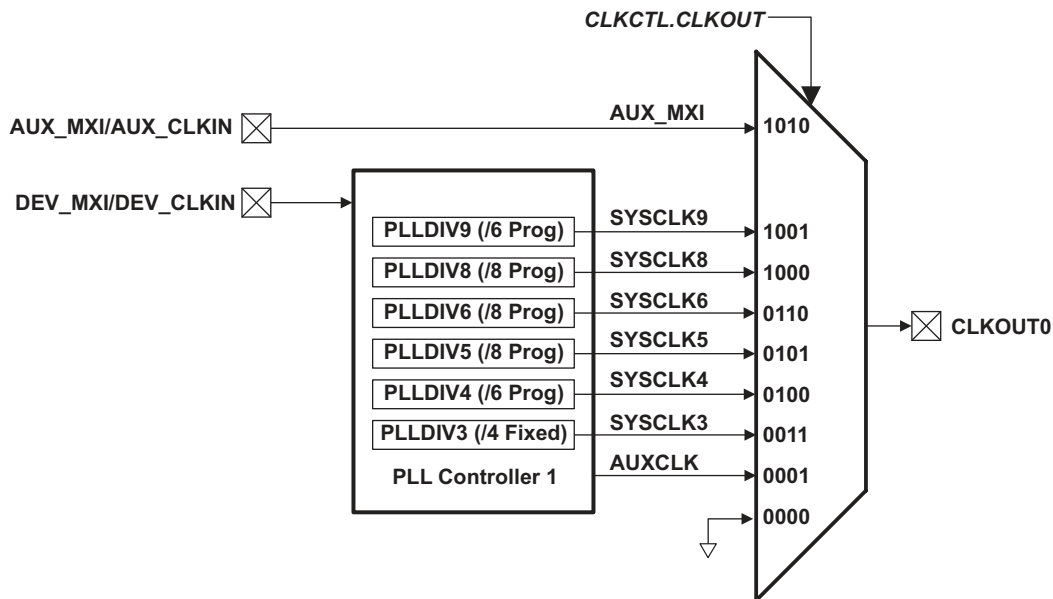 CLKCTL.CLKOUT
AUX_MXI/AUX_CLKIN
AUX_MXI
1010
DEV_MXI/DEV_CLKIN
PLLDIV9 (/6 Prog)
SYSCLK9
1001
PLLDIV8 (/8 Prog)
SYSCLK8
1000
PLLDIV6 (/8 Prog)
SYSCLK6
0110
CLKOUT0
PLLDIV5 (/8 Prog)
SYSCLK5
0101
PLLDIV4 (/6 Prog)
SYSCLK4
0100
PLLDIV3 (/4 Fixed)
SYSCLK3
0011
PLL Controller 1
AUXCLK
0001
0000